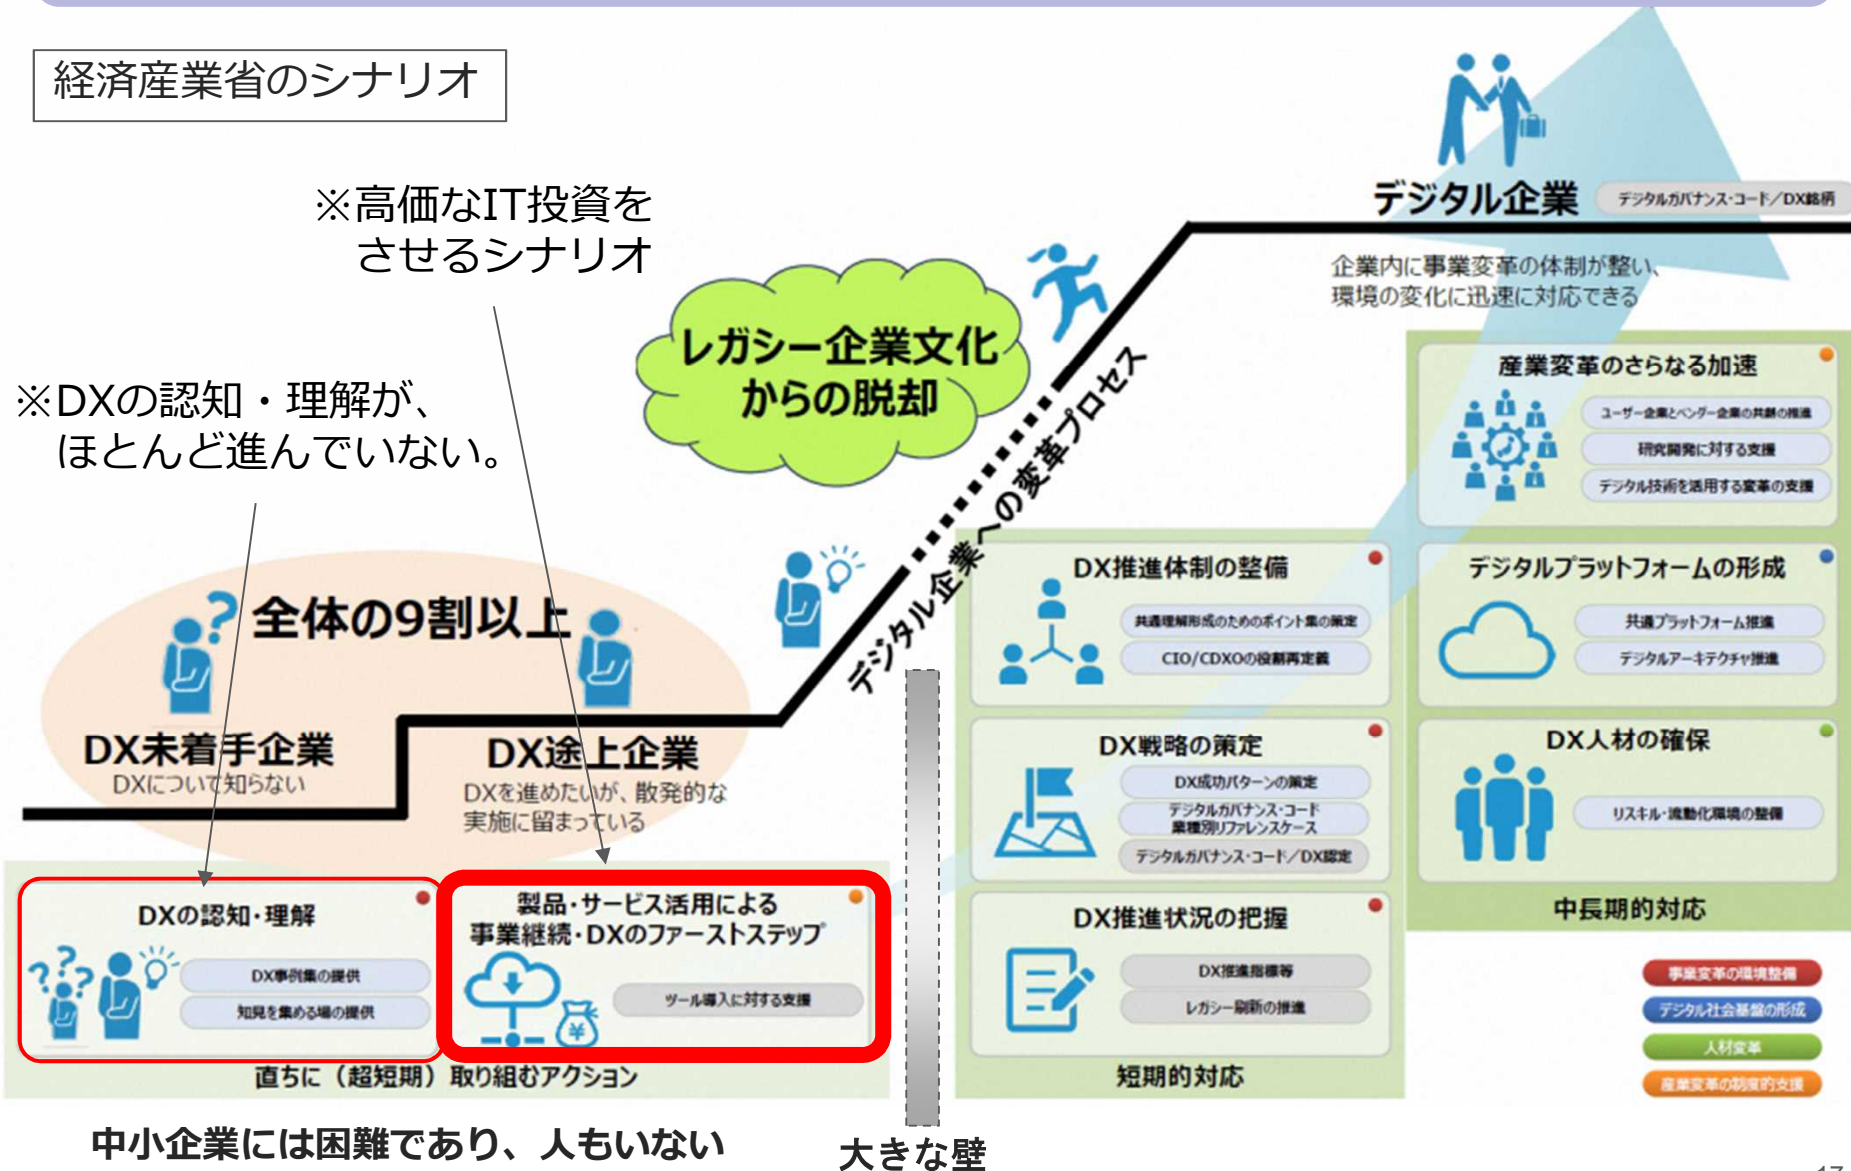 経済産業省のシナリオ
※高価なIT投資を
させるシナリオ
※DXの認知・理解が、
ほとんど進んでいない。
レガシー企業文化
からの脱却
デジタル企業への変革プロセス
デジタル企業
デジタルガバナンス・コード／DX銘柄
企業内に事業変革の体制が整い、
環境の変化に迅速に対応できる
全体の9割以上
DX未着手企業
DXについて知らない
DX途上企業
DXを進めたいが、散発的な
実施に留まっている
DXの認知・理解
DX事例集の提供
知見を集める場の提供
製品・サービス活用による
事業継続・DXのファーストステップ
ツール導入に対する支援
直ちに（超短期）取り組むアクション
中小企業には困難であり、人もいない
大きな壁
DX推進体制の整備
共通理解形成のためのポイント集の策定
CIO/CDXOの役割再定義
DX戦略の策定
DX成功パターンの策定
デジタルガバナンス・コード
業種別リファレンスケース
デジタルガバナンス・コード／DX認定
DX推進状況の把握
DX推進指標等
レガシー刷新の推進
短期的対応
産業変革のさらなる加速
ユーザー企業とベンダー企業の共創の推進
研究開発に対する支援
デジタル技術を活用する変革の支援
デジタルプラットフォームの形成
共通プラットフォーム推進
デジタルアーキテクチャ推進
DX人材の確保
リスキル・流動化環境の整備
中長期的対応
事業変革の環境整備
デジタル社会基盤の形成
人材変革
産業変革の制度的支援